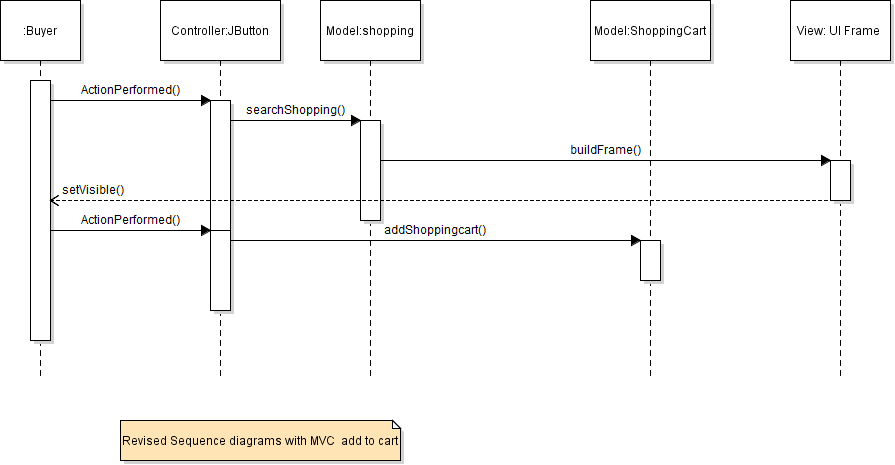 :Buyer
Controller:JButton
Model:shopping
Model:ShoppingCart
View: UI Frame
ActionPerformed()
searchShopping()
buildFrame()
setVisible()
ActionPerformed()
addShoppingcart()
Revised Sequence diagrams with MVC  add to cart